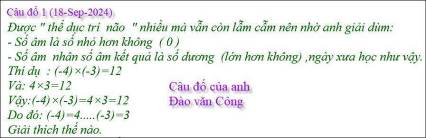 Câu đố 1 (18-Sep-2024)
Được " thể dục trí não " nhiều mà vẫn còn lẩm cẩm nên nhờ anh giải dùm:
- Số âm là số nhỏ hơn không ( 0 )
- Số âm nhân số âm kết quả là số dương (lớn hơn không) ,ngày xưa học như vậy.
Thí dụ : (-4)×(-3)=12
Và: 4×3=12
Vậy:(-4)×(-3)=4×3=12
Do đó: (-4)=4.....(-3)=3
Giải thích thế nào.
Câu đố của anh
Đào văn Công